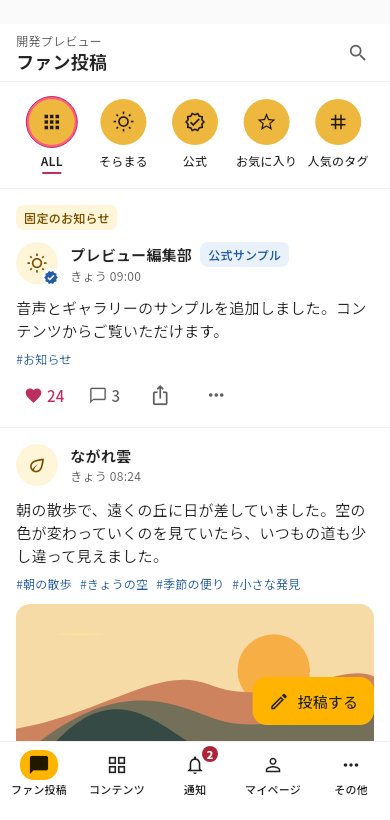 開発プレビュー
ファン投稿
ALL
そらまる
公式
お気に入り
人気のタグ
固定のお知らせ
プレビュー編集部 公式サンプル
きょう 09:00
音声とギャラリーのサンプルを追加しました。コン
テンツからご覧いただけます。
#お知らせ
24
3
ながれ雲
きょう 08:24
朝の散歩で、遠くの丘に日が差していました。空の
色が変わっていくのを見ていたら、いつもの道も少
し違って見えました。
#朝の散歩 #きょうの空 #季節の便り #小さな発見
投稿する
2
ファン投稿
コンテンツ
通知
マイページ
その他